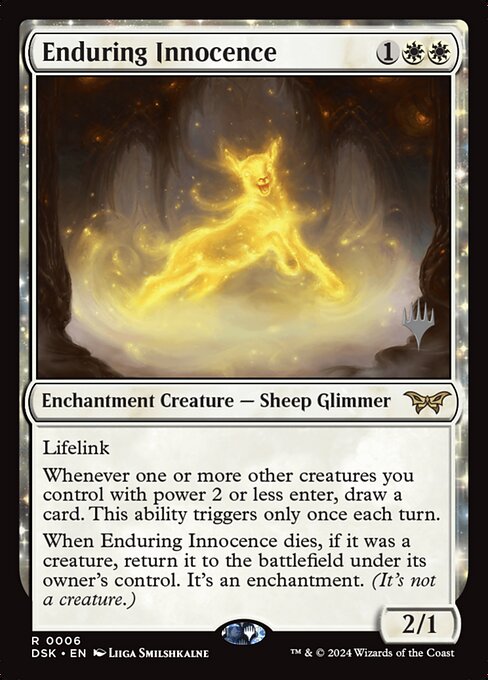 Enduring Innocence 1
Enchantment Creature — Sheep Glimmer
Lifelink
Whenever one or more other creatures you
control with power 2 or less enter, draw a
card. This ability triggers only once each turn.
When Enduring Innocence dies, if it was a
creature, return it to the battlefield under its
owner's control. It's an enchantment. (It's not
a creature.)
2/1
R 0006
DSK • EN LIIGA SMILSHKALNE
™ & © 2024 Wizards of the Coast